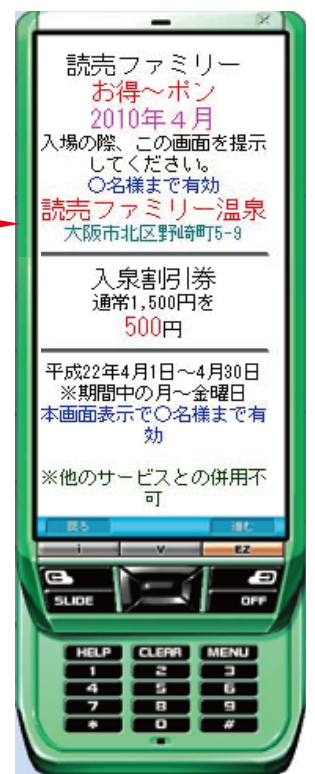 読売ファミリー
お得～ポン
2010年4月
入場の際、この画面を提示
してください。
○名様まで有効
読売ファミリー温泉
大阪市北区野崎町5-9
入泉割引券
通常1,500円を
500円
平成22年4月1日～4月30日
※期間中の月～金曜日
本画面表示で○名様まで有
効
※他のサービスとの併用不
可
戻る 進む
i V EZ
SLIDE OFF
HELP CLEAR MENU
1 2 3
4 5 6
7 8 9
* 0 #